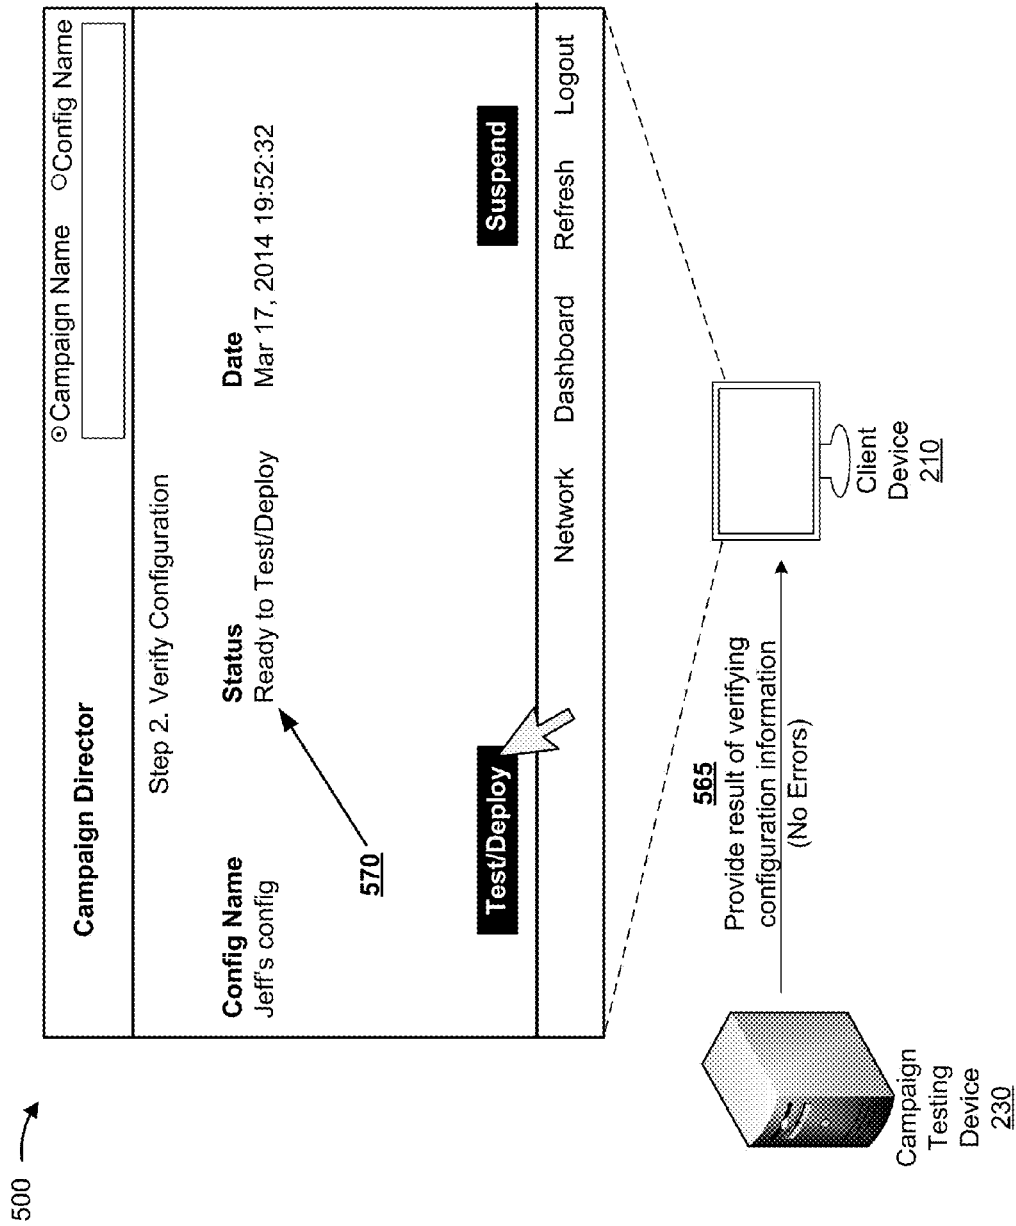 500
Campaign Director
Campaign Name
Config Name
Step 2. Verify Configuration
Config Name
Jeff's config
Status
Ready to Test/Deploy
Date
Mar 17, 2014 19:52:32
570
Test/Deploy
Suspend
Network
Dashboard
Refresh
Logout
565
Provide result of verifying
configuration information
(No Errors)
Campaign
Testing
Device
230
Client
Device
210